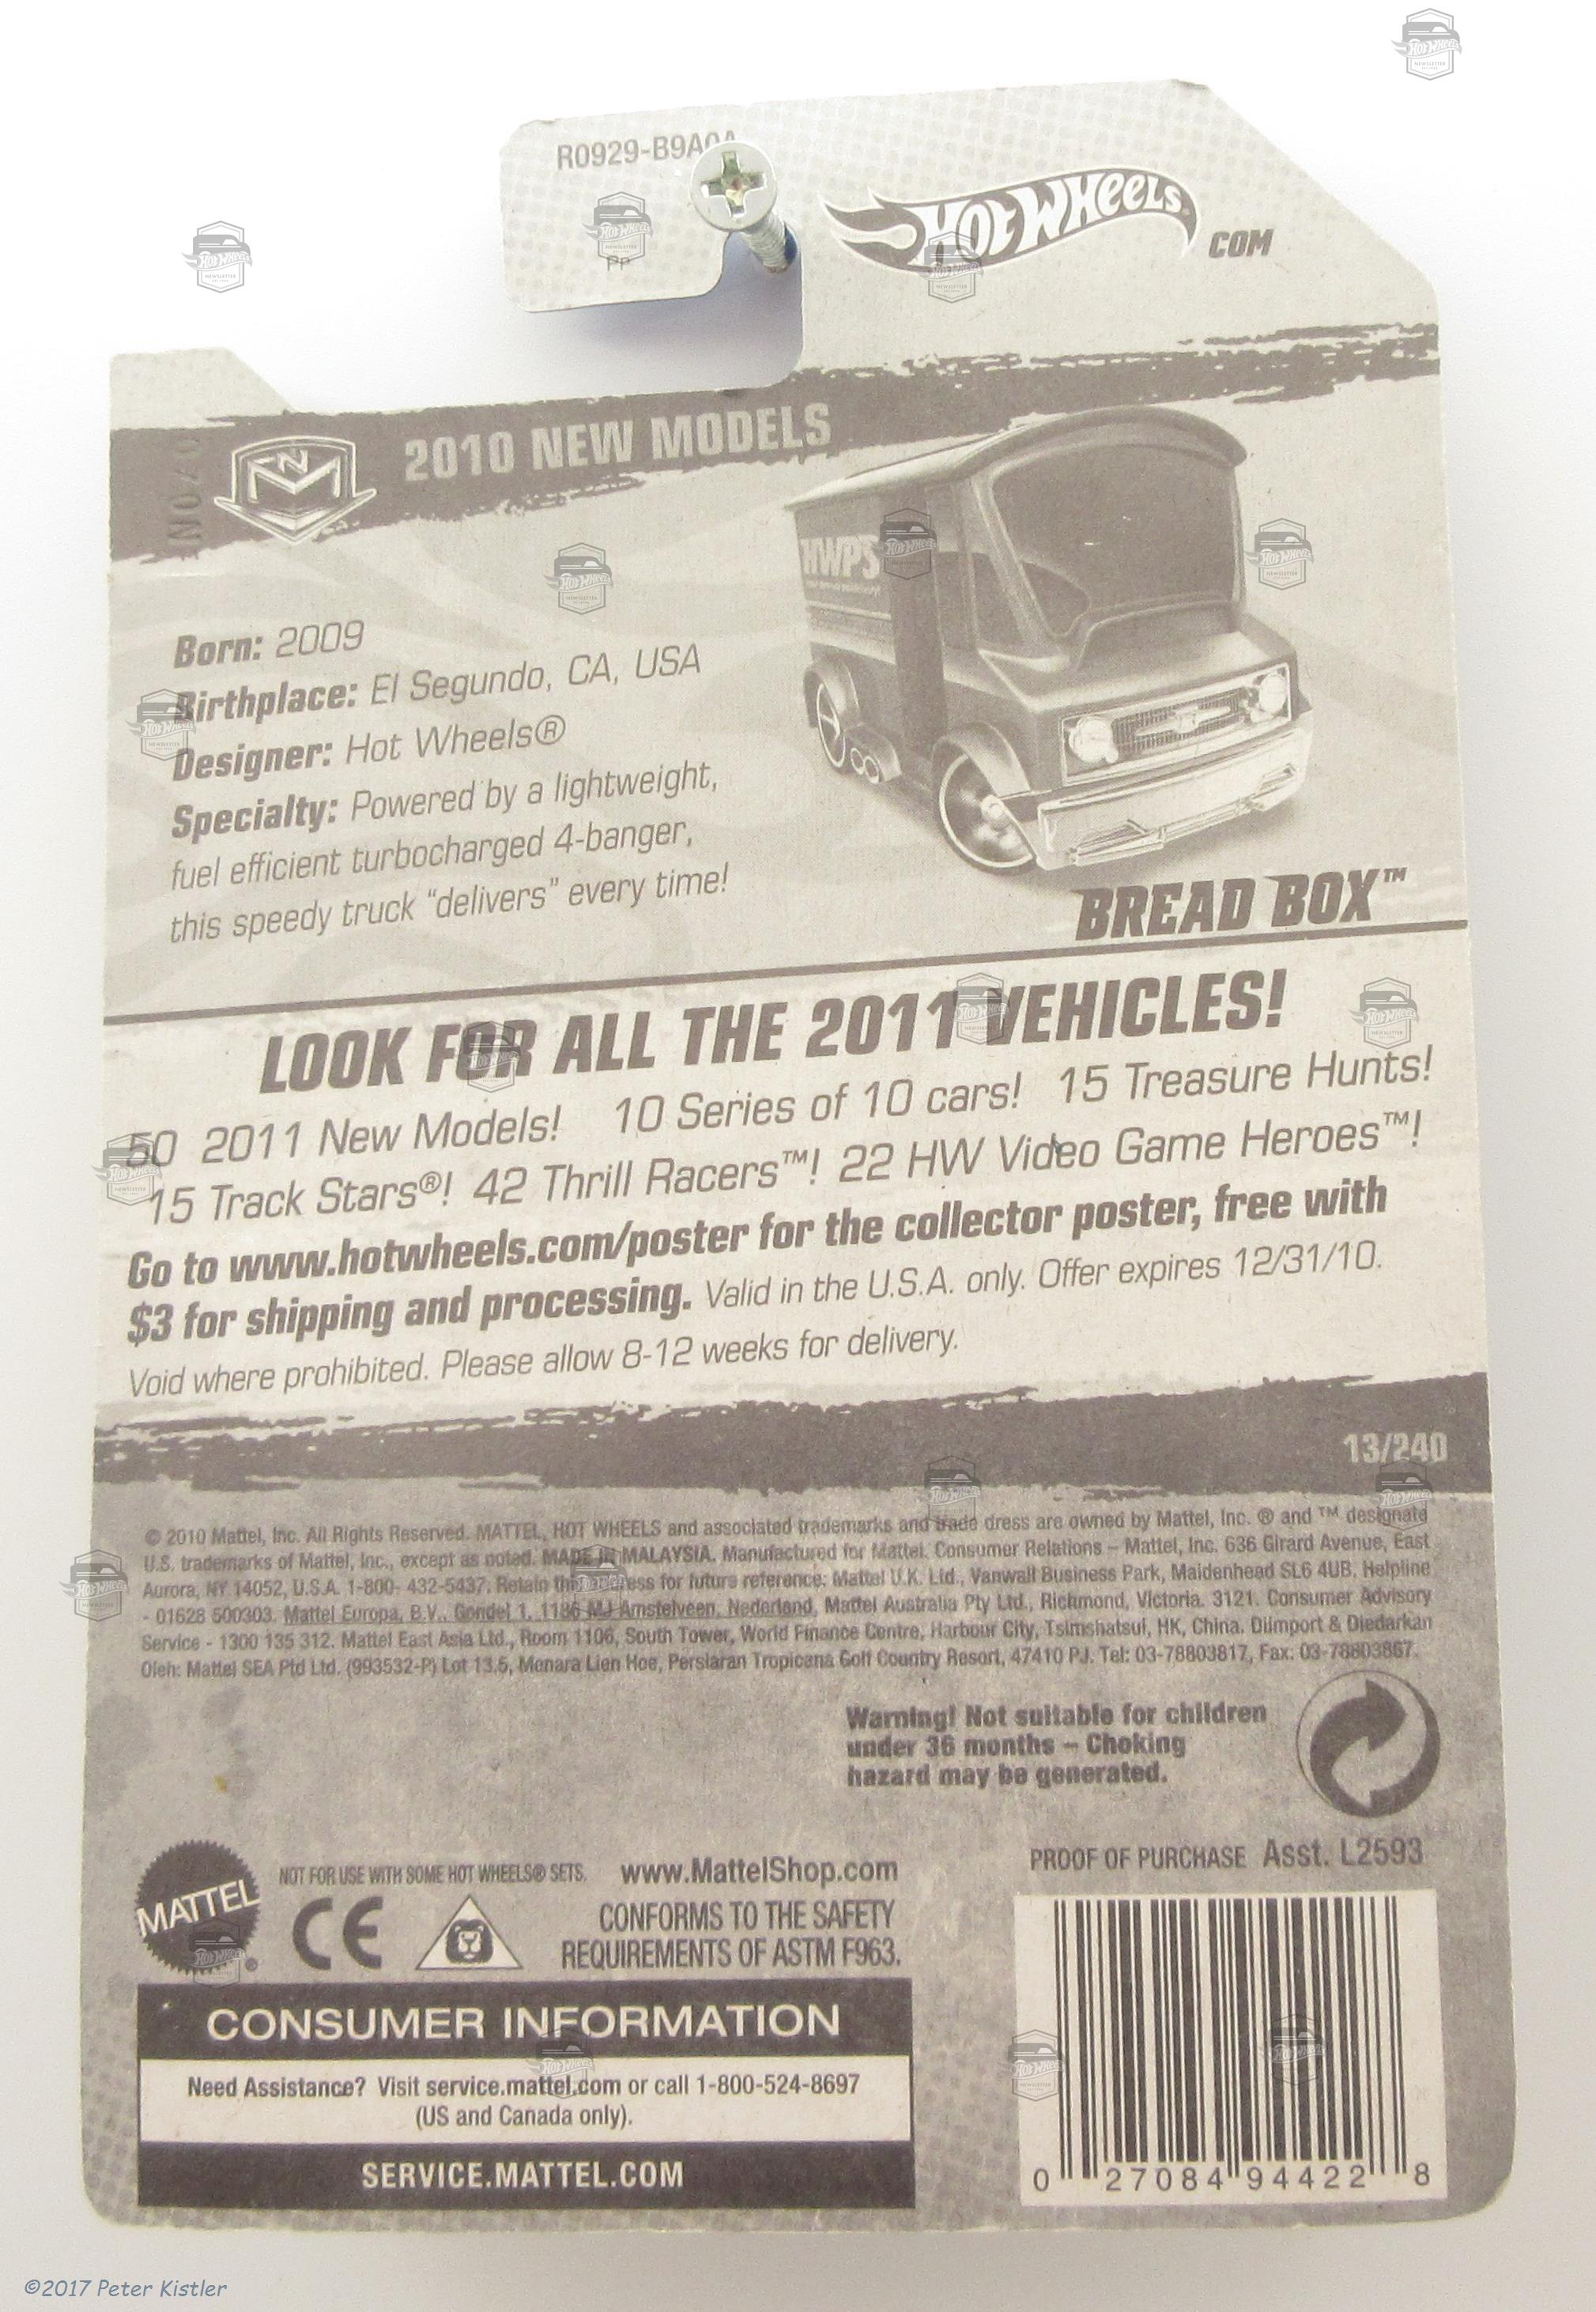 R0929-B9A0A
PP
HOT WHEELS
COM
2010 NEW MODELS
HWPS
Born: 2009
Birthplace: El Segundo, CA, USA
Designer: Hot Wheels®
Specialty: Powered by a lightweight,
fuel efficient turbocharged 4-banger,
this speedy truck “delivers” every time!
BREAD BOX™
LOOK FOR ALL THE 2011 VEHICLES!
50 2011 New Models! 10 Series of 10 cars! 15 Treasure Hunts!
15 Track Stars®! 42 Thrill Racers™! 22 HW Video Game Heroes™!
Go to www.hotwheels.com/poster for the collector poster, free with
$3 for shipping and processing. Valid in the U.S.A. only. Offer expires 12/31/10.
Void where prohibited. Please allow 8-12 weeks for delivery.
13/240
© 2010 Mattel, Inc. All Rights Reserved. MATTEL, HOT WHEELS and associated trademarks and trade dress are owned by Mattel, Inc. ® and ™ designate
U.S. trademarks of Mattel, Inc., except as noted. MADE IN MALAYSIA. Manufactured for Mattel. Consumer Relations – Mattel, Inc. 636 Girard Avenue, East
Aurora, NY 14052, U.S.A. 1-800- 432-5437. Retain this address for future reference: Mattel U.K. Ltd., Vanwall Business Park, Maidenhead SL6 4UB. Helpline
- 01628 500303. Mattel Europa, B.V., Gondel 1, 1186 MJ Amstelveen, Nederland. Mattel Australia Pty Ltd., Richmond, Victoria. 3121. Consumer Advisory
Service - 1300 135 312. Mattel East Asia Ltd., Room 1106, South Tower, World Finance Centre, Harbour City, Tsimshatsui, HK, China. Diimport & Diedarkan
Oleh: Mattel SEA Ptd Ltd. (993532-P) Lot 13.5, Menara Lien Hoe, Persiaran Tropicana Golf Country Resort, 47410 PJ. Tel: 03-78803817, Fax: 03-78803867.
Warning! Not suitable for children
under 36 months – Choking
hazard may be generated.
PROOF OF PURCHASE Asst. L2593
MATTEL®
NOT FOR USE WITH SOME HOT WHEELS® SETS. www.MattelShop.com
CE
CONFORMS TO THE SAFETY
REQUIREMENTS OF ASTM F963.
CONSUMER INFORMATION
Need Assistance? Visit service.mattel.com or call 1-800-524-8697
(US and Canada only).
SERVICE.MATTEL.COM
0 27084 94422 8
©2017 Peter Kistler